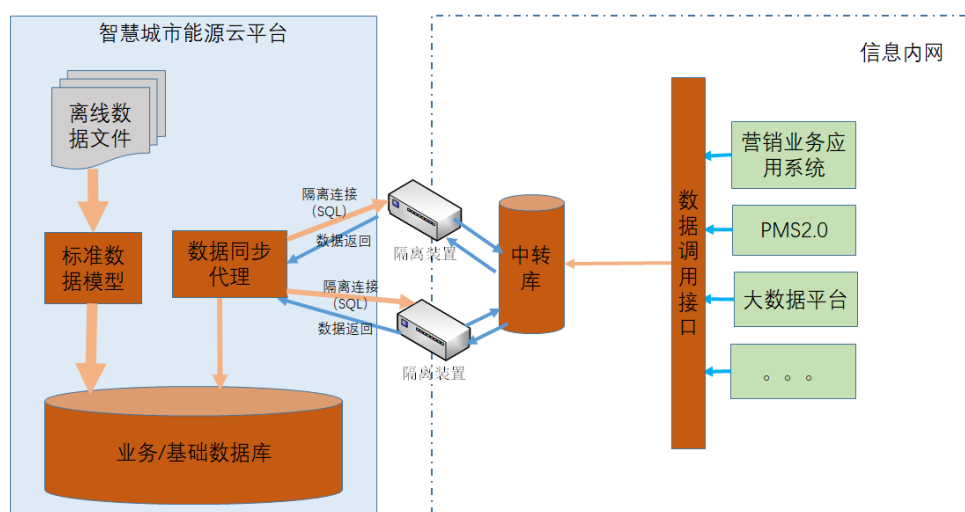 智慧城市能源云平台
信息内网
离线数
据文件
标准数
据模型
数据同步
代理
业务/基础数据库
隔离连接
（SQL）
数据返回
隔离装置
隔离连接
（SQL）
数据返回
隔离装置
中转
库
数
据
调
用
接
口
营销业务应
用系统
PMS2.0
大数据平台
。。。